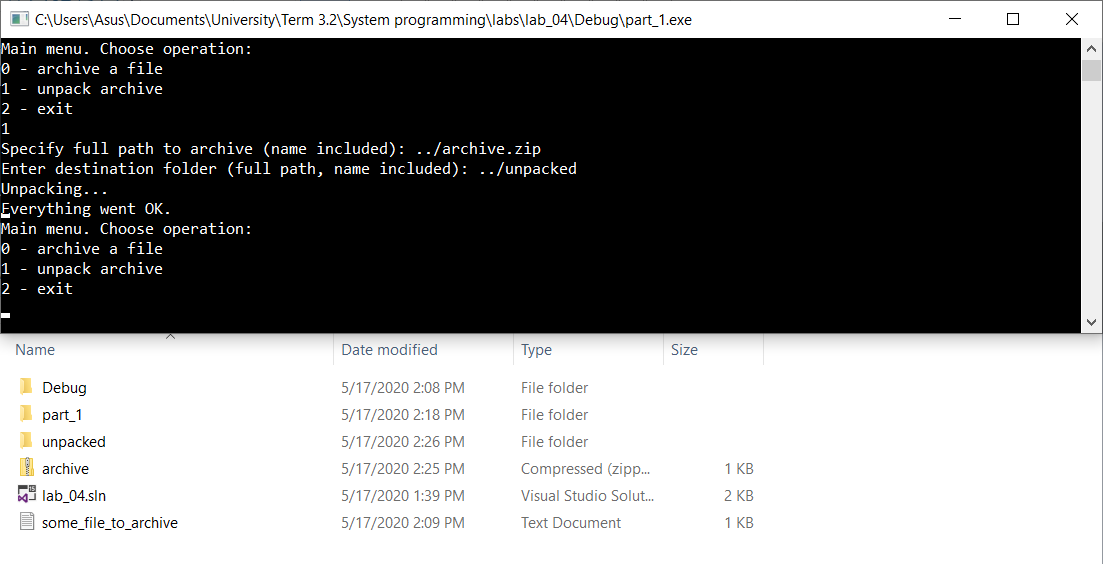 C:\Users\Asus\Documents\University\Term 3.2\System programming\labs\lab_04\Debug\part_1.exe
Main menu. Choose operation:
0 - archive a file
1 - unpack archive
2 - exit
1
Specify full path to archive (name included): ../archive.zip
Enter destination folder (full path, name included): ../unpacked
Unpacking...
Everything went OK.
Main menu. Choose operation:
0 - archive a file
1 - unpack archive
2 - exit
Name Date modified Type Size
Debug 5/17/2020 2:08 PM File folder
part_1 5/17/2020 2:18 PM File folder
unpacked 5/17/2020 2:26 PM File folder
archive 5/17/2020 2:25 PM Compressed (zipp... 1 KB
lab_04.sln 5/17/2020 1:39 PM Visual Studio Solut... 2 KB
some_file_to_archive 5/17/2020 2:09 PM Text Document 1 KB